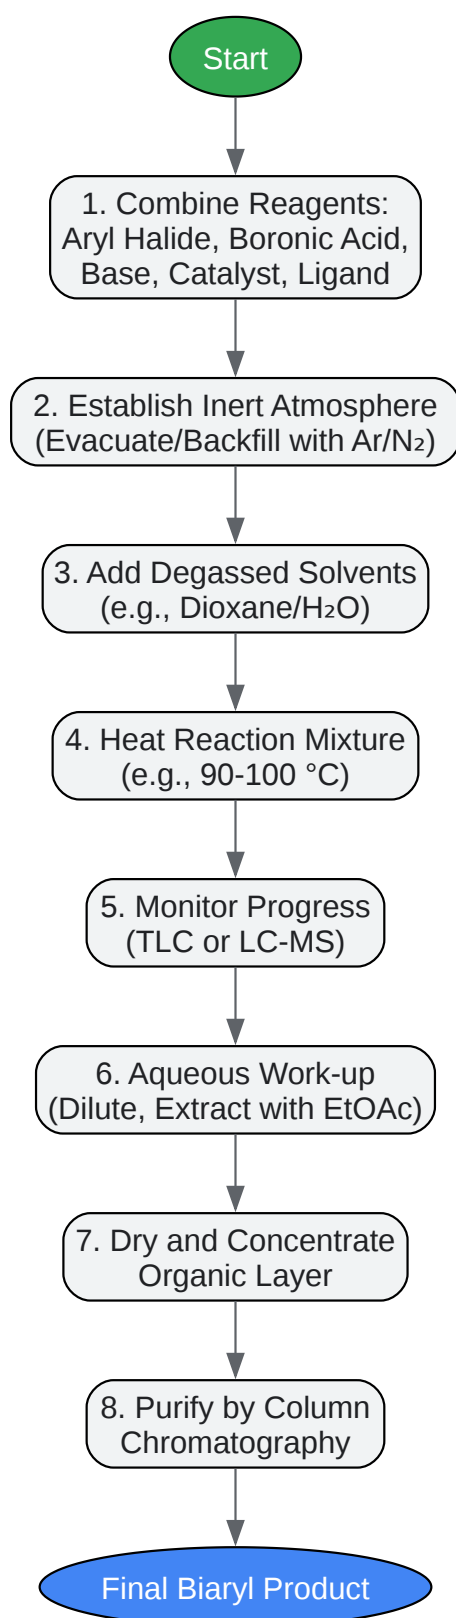 Start
1. Combine Reagents:
Aryl Halide, Boronic Acid,
Base, Catalyst, Ligand
2. Establish Inert Atmosphere
(Evacuate/Backfill with Ar/N₂)
3. Add Degassed Solvents
(e.g., Dioxane/H₂O)
4. Heat Reaction Mixture
(e.g., 90-100 °C)
5. Monitor Progress
(TLC or LC-MS)
6. Aqueous Work-up
(Dilute, Extract with EtOAc)
7. Dry and Concentrate
Organic Layer
8. Purify by Column
Chromatography
Final Biaryl Product